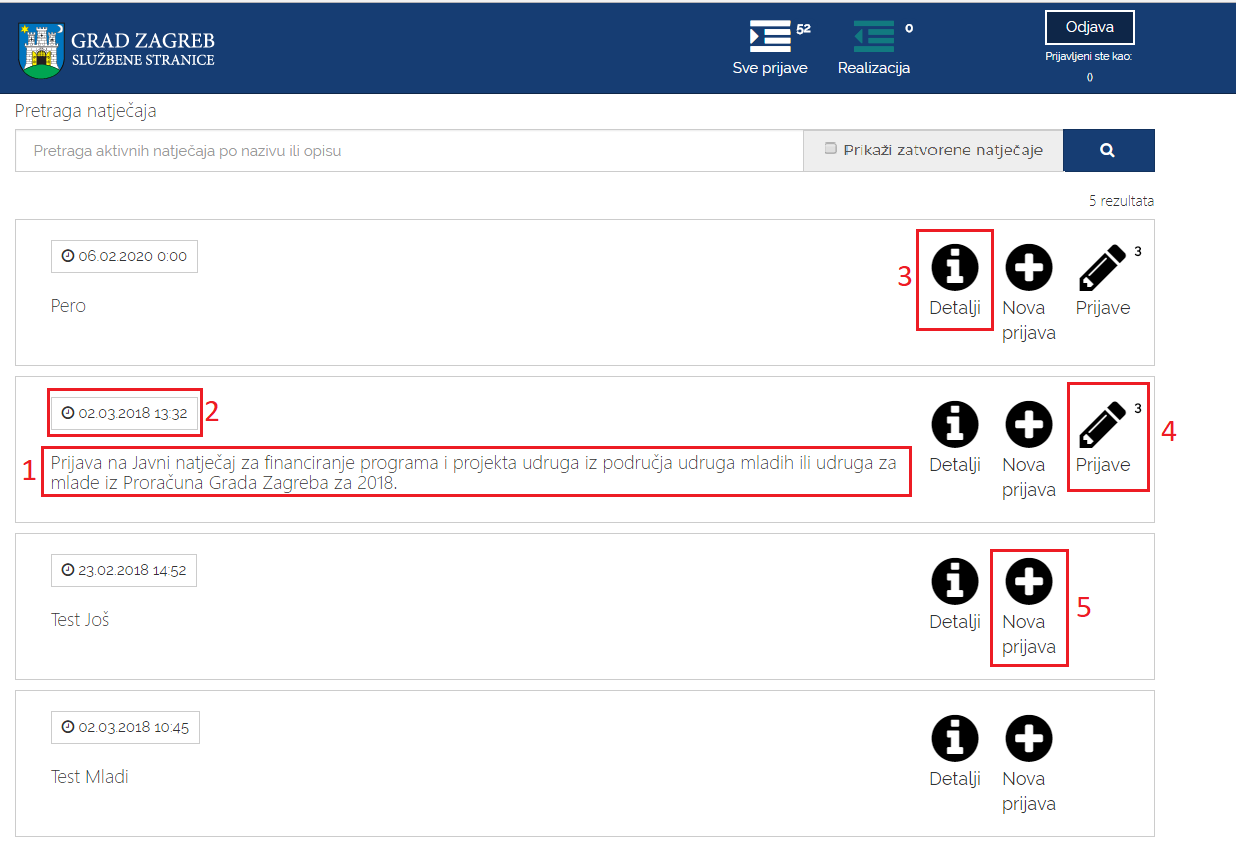 GRAD ZAGREB
SLUŽBENE STRANICE
52
Sve prijave
0
Realizacija
Odjava
Prijavljeni ste kao:
0
Pretraga natječaja
Pretraga aktivnih natječaja po nazivu ili opisu
Prikaži zatvorene natječaje
5 rezultata
06.02.2020 0:00
Pero
3
Detalji
Nova
prijava
3
Prijave
02.03.2018 13:32
2
1
Prijava na Javni natječaj za financiranje programa i projekta udruga iz područja udruga mladih ili udruga za
mlade iz Proračuna Grada Zagreba za 2018.
Detalji
Nova
prijava
3
Prijave
4
23.02.2018 14:52
Test Još
Detalji
Nova
prijava
5
02.03.2018 10:45
Test Mladi
Detalji
Nova
prijava